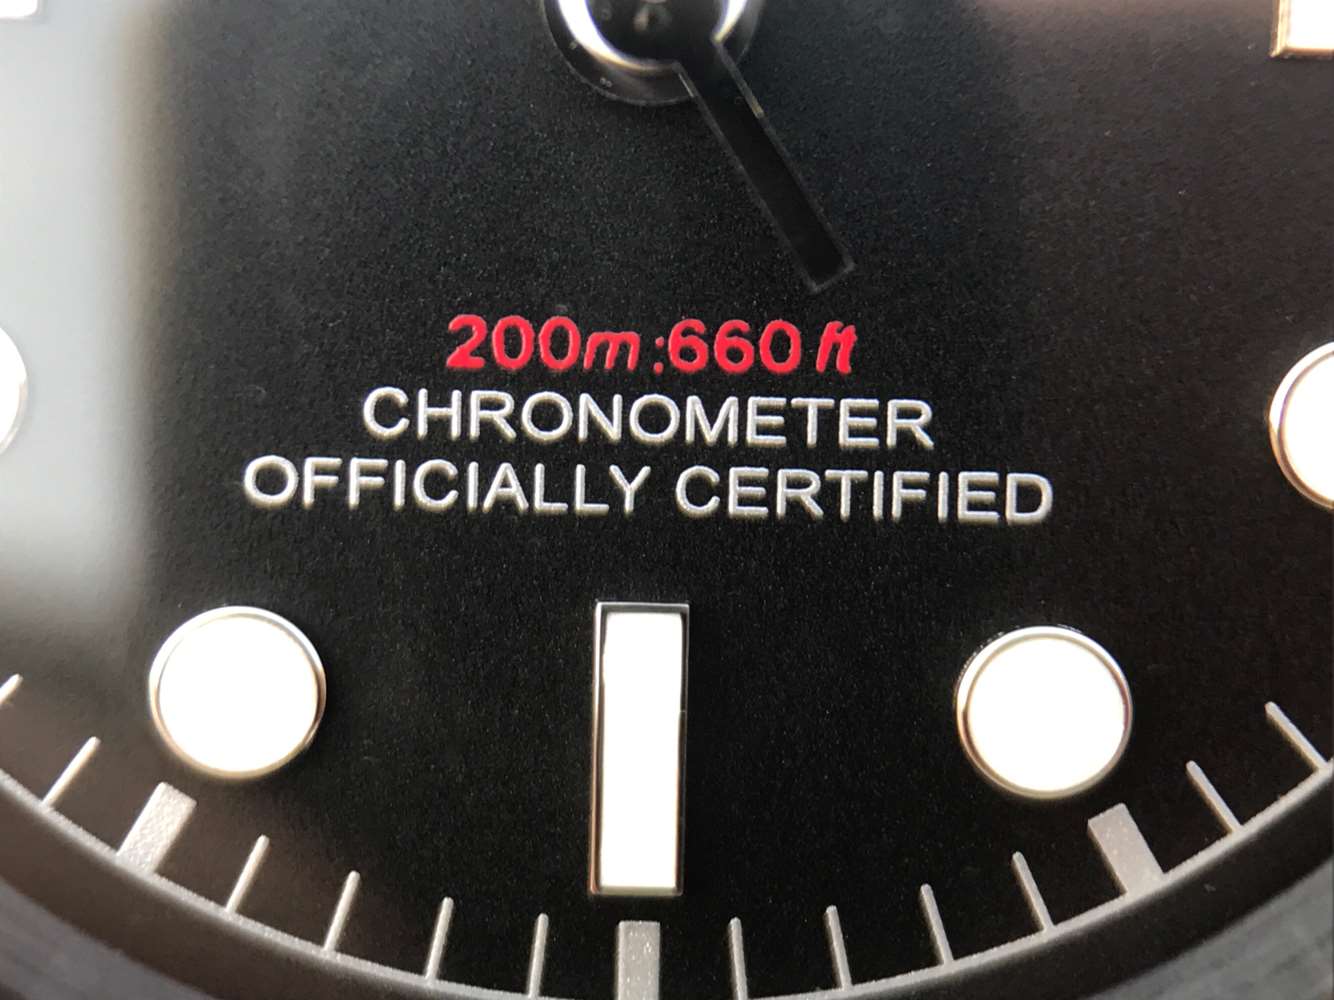 200m:660ft
CHRONOMETER
OFFICIALLY CERTIFIED